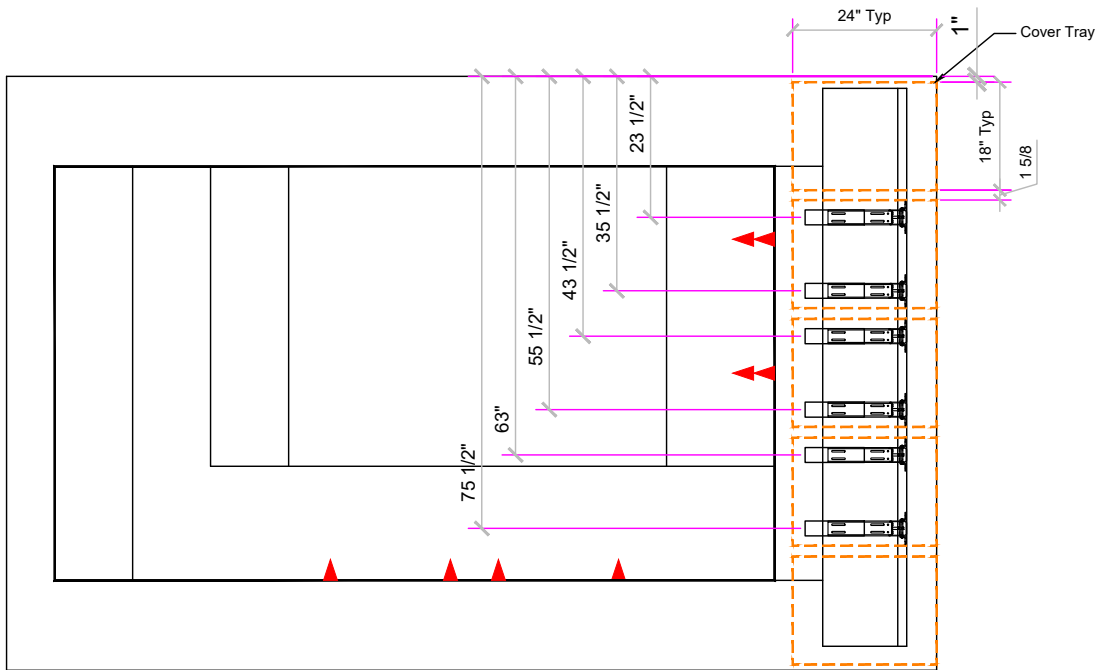 24" Typ
1"
Cover Tray
18" Typ
1 5/8
23 1/2"
35 1/2"
43 1/2"
55 1/2"
63"
75 1/2"